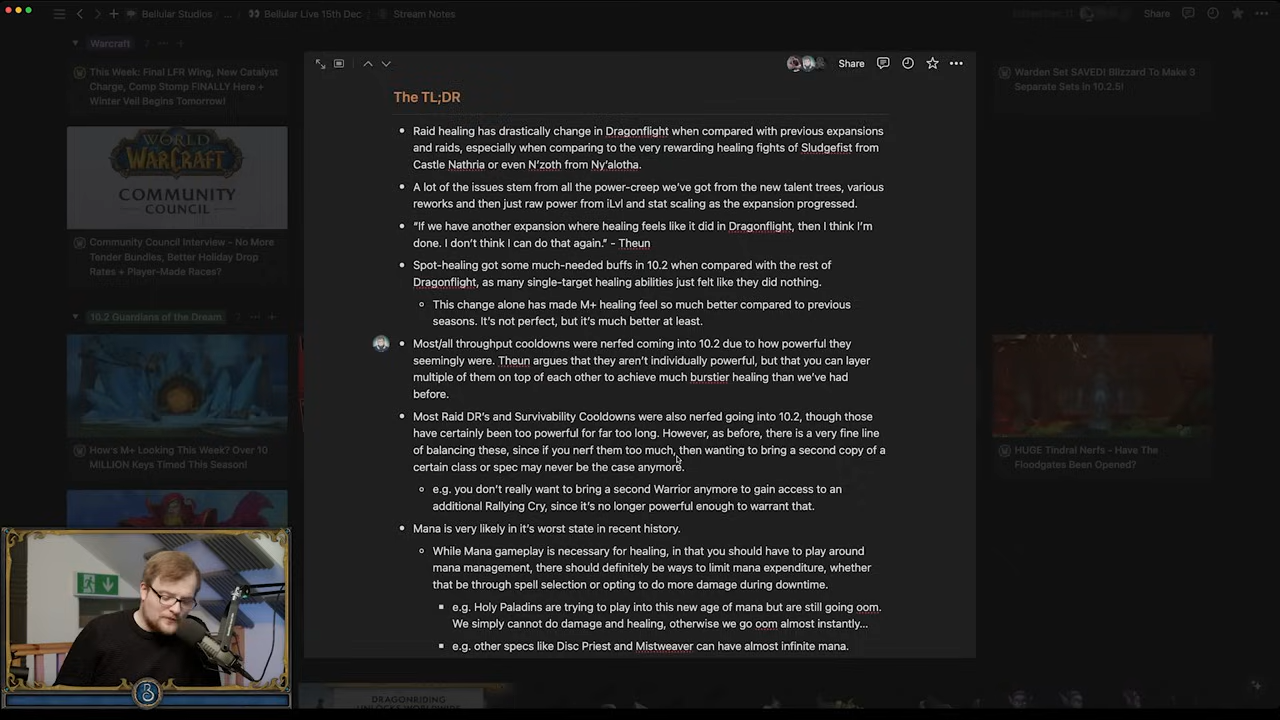 Bellular Studios / ... / 👀 Bellular Live 15th Dec / Stream Notes
Share
Warcraft 7 ... +
This Week: Final LFR Wing, New Catalyst
Charge, Comp Stomp FINALLY Here +
Winter Veil Begins Tomorrow!
WORLD
WARCRAFT
COMMUNITY
COUNCIL
Community Council Interview - No More
Tender Bundles, Better Holiday Drop
Rates + Player-Made Races?
10.2 Guardians of the Dream
How's M+ Looking This Week? Over 10
MILLION Keys Timed This Season!
Share
The TL;DR
• Raid healing has drastically change in Dragonflight when compared with previous expansions
and raids, especially when comparing to the very rewarding healing fights of Sludgefist from
Castle Nathria or even N'zoth from Ny'alotha.
• A lot of the issues stem from all the power-creep we've got from the new talent trees, various
reworks and then just raw power from iLvl and stat scaling as the expansion progressed.
• "If we have another expansion where healing feels like it did in Dragonflight, then I think I'm
done. I don't think I can do that again." - Theun
• Spot-healing got some much-needed buffs in 10.2 when compared with the rest of
Dragonflight, as many single-target healing abilities just felt like they did nothing.
◦ This change alone has made M+ healing feel so much better compared to previous
seasons. It's not perfect, but it's much better at least.
• Most/all throughput cooldowns were nerfed coming into 10.2 due to how powerful they
seemingly were. Theun argues that they aren't individually powerful, but that you can layer
multiple of them on top of each other to achieve much burstier healing than we've had
before.
• Most Raid DR's and Survivability Cooldowns were also nerfed going into 10.2, though those
have certainly been too powerful for far too long. However, as before, there is a very fine line
of balancing these, since if you nerf them too much, then wanting to bring a second copy of a
certain class or spec may never be the case anymore.
◦ e.g. you don't really want to bring a second Warrior anymore to gain access to an
additional Rallying Cry, since it's no longer powerful enough to warrant that.
• Mana is very likely in it's worst state in recent history.
◦ While Mana gameplay is necessary for healing, in that you should have to play around
mana management, there should definitely be ways to limit mana expenditure, whether
that be through spell selection or opting to do more damage during downtime.
▪ e.g. Holy Paladins are trying to play into this new age of mana but are still going oom.
We simply cannot do damage and healing, otherwise we go oom almost instantly...
▪ e.g. other specs like Disc Priest and Mistweaver can have almost infinite mana.
Warden Set SAVED! Blizzard To Make 3
Separate Sets in 10.2.5!
HUGE Tindral Nerfs - Have The
Floodgates Been Opened?
DRAGONRIDING
B